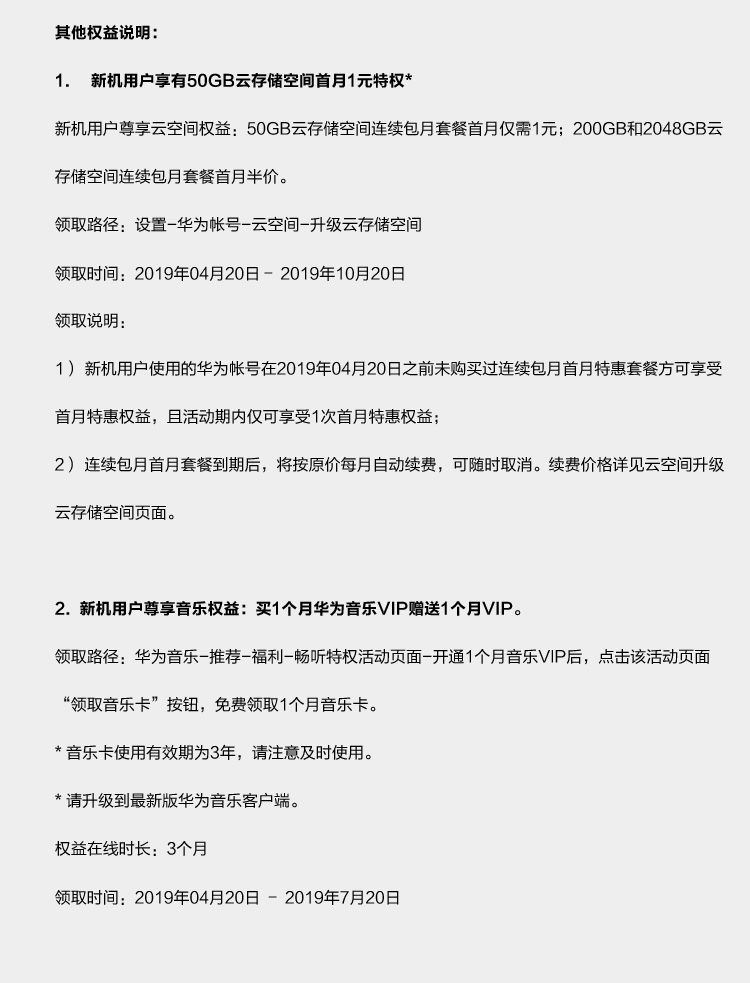 其他权益说明：
1. 新机用户享有50GB云存储空间首月1元特权*
新机用户尊享云空间权益：50GB云存储空间连续包月套餐首月仅需1元；200GB和2048GB云
存储空间连续包月套餐首月半价。
领取路径：设置–华为帐号–云空间–升级云存储空间
领取时间：2019年04月20日 – 2019年10月20日
领取说明：
1 ）新机用户使用的华为帐号在2019年04月20日之前未购买过连续包月首月特惠套餐方可享受
首月特惠权益，且活动期内仅可享受1次首月特惠权益；
2 ）连续包月首月套餐到期后，将按原价每月自动续费，可随时取消。续费价格详见云空间升级
云存储空间页面。
2. 新机用户尊享音乐权益：买1个月华为音乐VIP赠送1个月VIP。
领取路径：华为音乐–推荐–福利–畅听特权活动页面–开通1个月音乐VIP后，点击该活动页面
“领取音乐卡”按钮，免费领取1个月音乐卡。
* 音乐卡使用有效期为3年，请注意及时使用。
* 请升级到最新版华为音乐客户端。
权益在线时长：3个月
领取时间：2019年04月20日 – 2019年7月20日